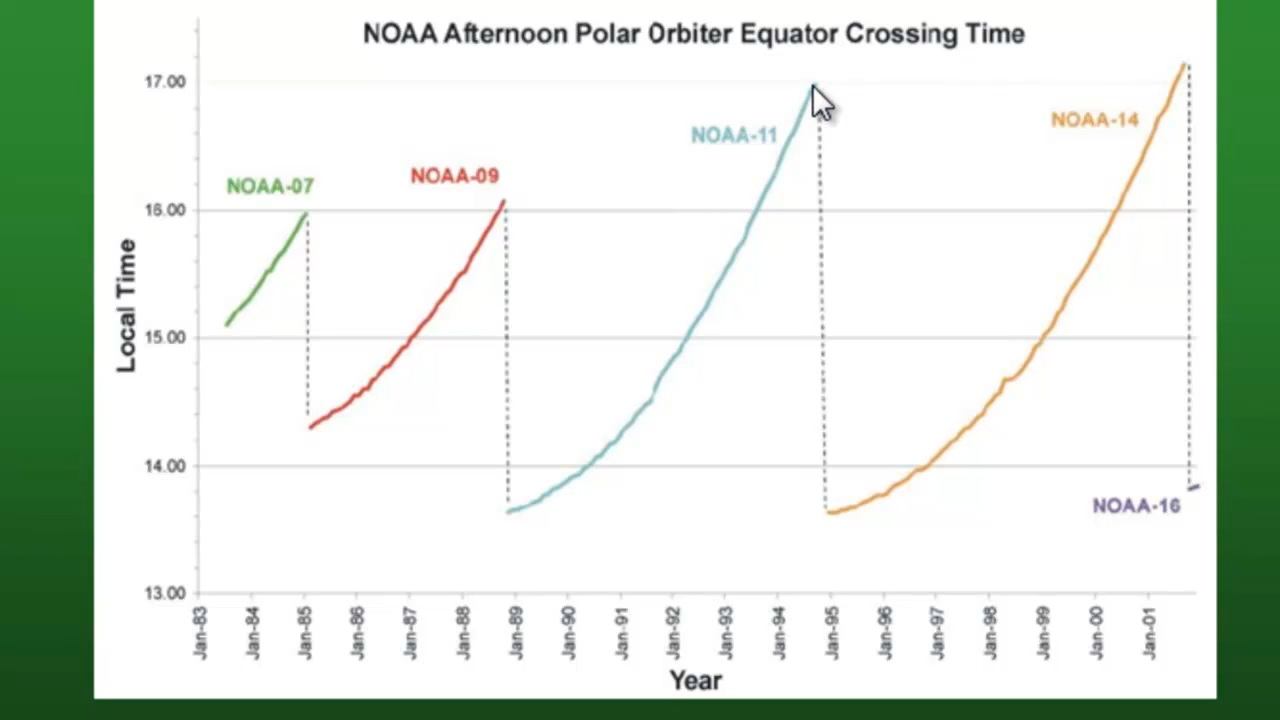 NOAA Afternoon Polar Orbiter Equator Crossing Time
17.00
NOAA-11
NOAA-14
NOAA-07
NOAA-09
16.00
15.00
14.00
NOAA-16
13.00
Local Time
Jan-83
Jan-84
Jan-85
Jan-86
Jan-87
Jan-88
Jan-89
Jan-90
Jan-91
Jan-92
Jan-93
Jan-94
Jan-95
Jan-96
Jan-97
Jan-98
Jan-99
Jan-00
Jan-01
Year